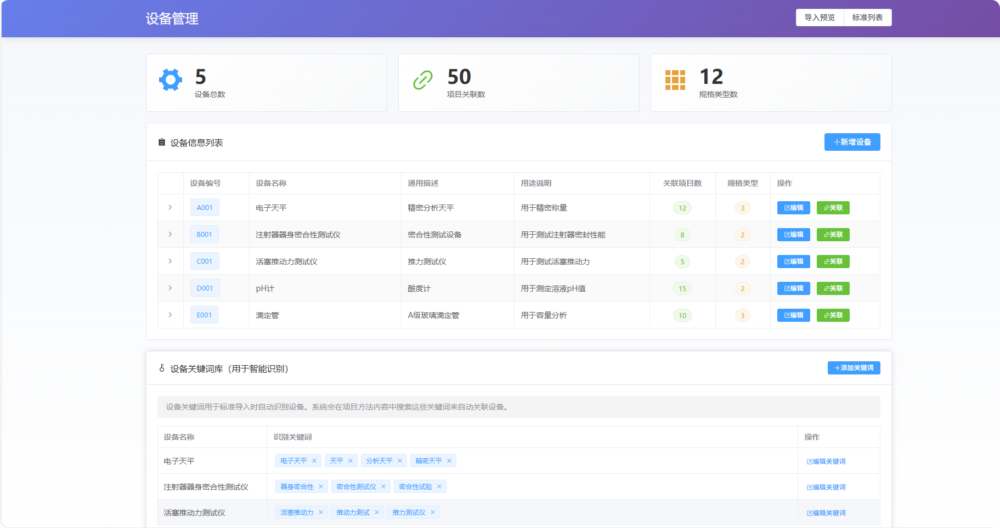 设备管理
导入预览 标准列表
5
设备总数
50
项目关联数
12
规格类型数
设备信息列表
+新增设备
设备编号 设备名称 通用描述 用途说明 关联项目数 规格类型 操作
A001 电子天平 精密分析天平 用于精密称量 12 3 编辑 关联
B001 注射器器身密合性测试仪 密合性测试设备 用于测试注射器密封性能 8 2 编辑 关联
C001 活塞推动力测试仪 推力测试仪 用于测试活塞推动力 5 2 编辑 关联
D001 pH计 酸度计 用于测定溶液pH值 15 2 编辑 关联
E001 滴定管 A级玻璃滴定管 用于容量分析 10 3 编辑 关联
设备关键词库（用于智能识别）
+添加关键词
设备关键词用于标准导入时自动识别设备。系统会在项目方法内容中搜索这些关键词来自动关联设备。
设备名称 识别关键词 操作
电子天平 电子天平 × 天平 × 分析天平 × 精密天平 × 编辑关键词
注射器器身密合性测试仪 器身密合性 × 密合性测试仪 × 密合性试验 × 编辑关键词
活塞推动力测试仪 活塞推动力 × 推动力测试 × 推力测试仪 × 编辑关键词